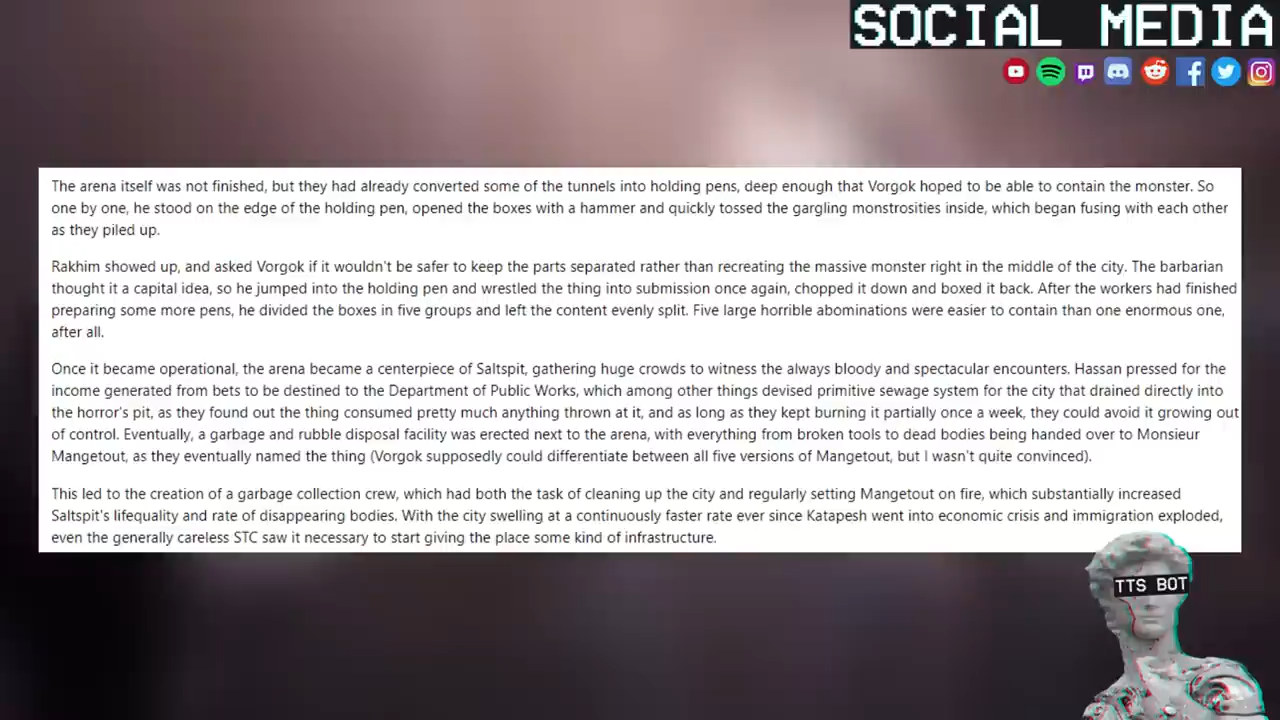 SOCIAL MEDIA
The arena itself was not finished, but they had already converted some of the tunnels into holding pens, deep enough that Vorgok hoped to be able to contain the monster. So
one by one, he stood on the edge of the holding pen, opened the boxes with a hammer and quickly tossed the gargling monstrosities inside, which began fusing with each other
as they piled up.
Rakhim showed up, and asked Vorgok if it wouldn't be safer to keep the parts separated rather than recreating the massive monster right in the middle of the city. The barbarian
thought it a capital idea, so he jumped into the holding pen and wrestled the thing into submission once again, chopped it down and boxed it back. After the workers had finished
preparing some more pens, he divided the boxes in five groups and left the content evenly split. Five large horrible abominations were easier to contain than one enormous one,
after all.
Once it became operational, the arena became a centerpiece of Saltspit, gathering huge crowds to witness the always bloody and spectacular encounters. Hassan pressed for the
income generated from bets to be destined to the Department of Public Works, which among other things devised primitive sewage system for the city that drained directly into
the horror's pit, as they found out the thing consumed pretty much anything thrown at it, and as long as they kept burning it partially once a week, they could avoid it growing out
of control. Eventually, a garbage and rubble disposal facility was erected next to the arena, with everything from broken tools to dead bodies being handed over to Monsieur
Mangetout, as they eventually named the thing (Vorgok supposedly could differentiate between all five versions of Mangetout, but I wasn't quite convinced).
This led to the creation of a garbage collection crew, which had both the task of cleaning up the city and regularly setting Mangetout on fire, which substantially increased
Saltspit's lifequality and rate of disappearing bodies. With the city swelling at a continuously faster rate ever since Katapesh went into economic crisis and immigration exploded,
even the generally careless STC saw it necessary to start giving the place some kind of infrastructure.
TTS BOT